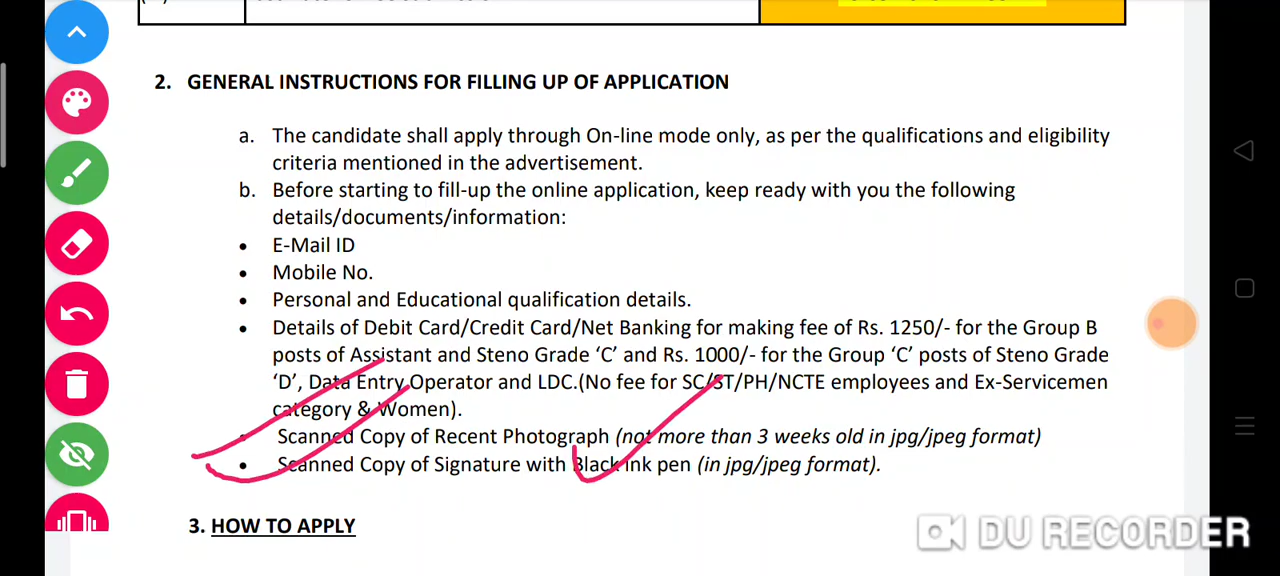 2. GENERAL INSTRUCTIONS FOR FILLING UP OF APPLICATION
a. The candidate shall apply through On-line mode only, as per the qualifications and eligibility
criteria mentioned in the advertisement.
b. Before starting to fill-up the online application, keep ready with you the following
details/documents/information:
• E-Mail ID
• Mobile No.
• Personal and Educational qualification details.
• Details of Debit Card/Credit Card/Net Banking for making fee of Rs. 1250/- for the Group B
posts of Assistant and Steno Grade ‘C’ and Rs. 1000/- for the Group ‘C’ posts of Steno Grade
‘D’, Data Entry Operator and LDC.(No fee for SC/ST/PH/NCTE employees and Ex-Servicemen
category & Women).
• Scanned Copy of Recent Photograph (not more than 3 weeks old in jpg/jpeg format)
• Scanned Copy of Signature with Black ink pen (in jpg/jpeg format).
3. HOW TO APPLY
DU RECORDER